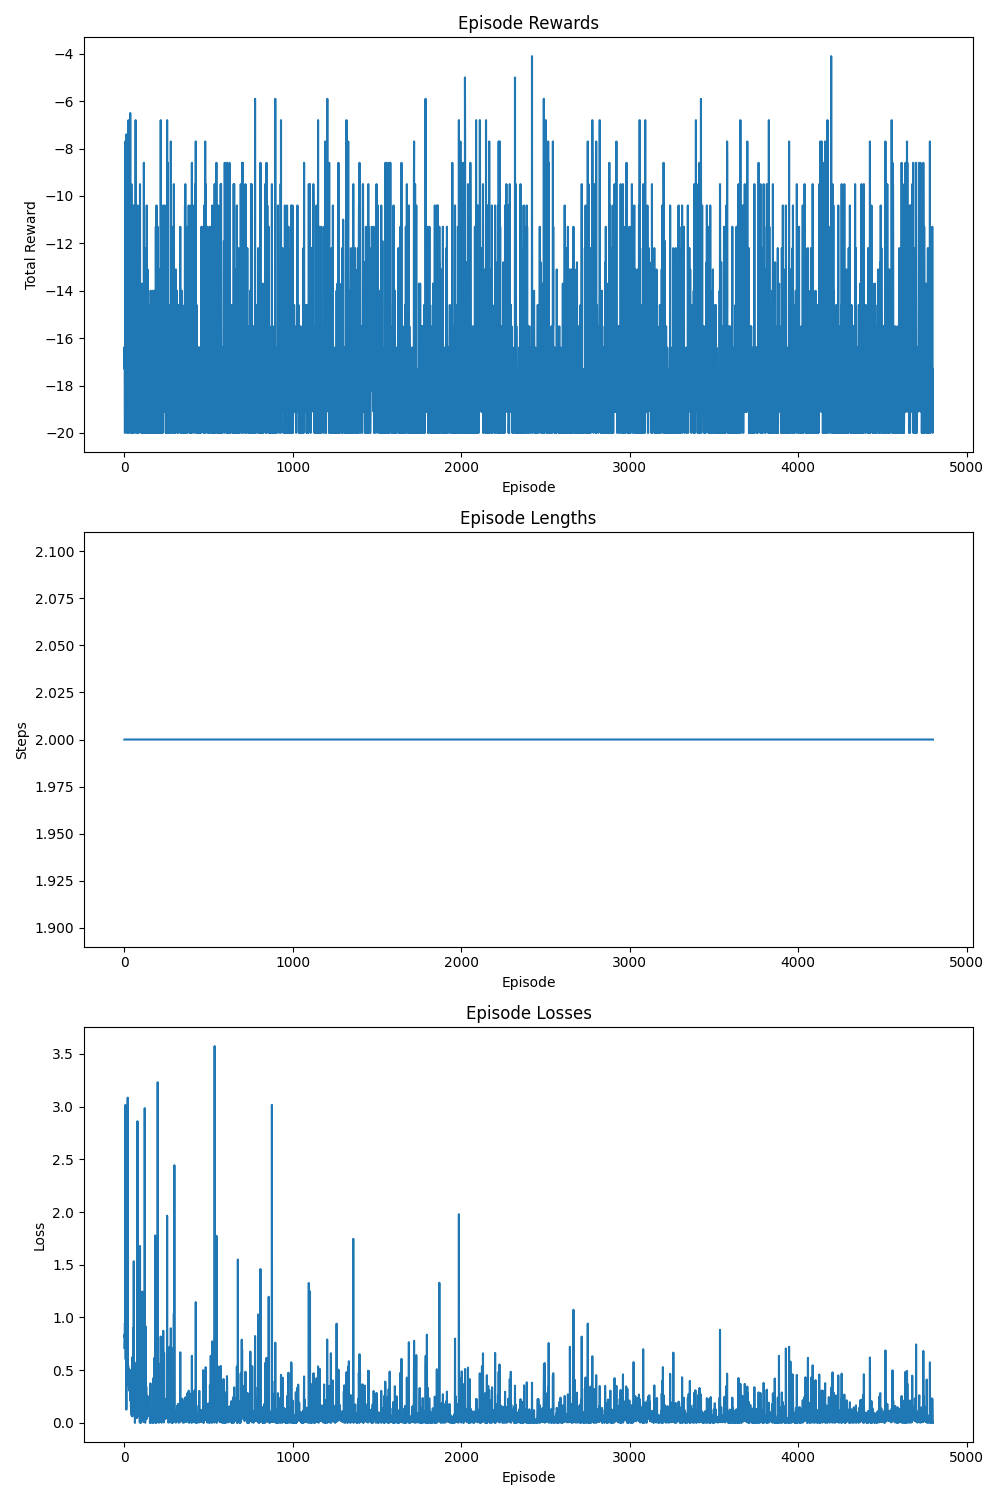 Episode Rewards
−4
−6
−8
−10
−12
−14
−16
−18
−20
Total Reward
0 1000 2000 3000 4000 5000
Episode
Episode Lengths
2.100
2.075
2.050
2.025
2.000
1.975
1.950
1.925
1.900
Steps
0 1000 2000 3000 4000 5000
Episode
Episode Losses
3.5
3.0
2.5
2.0
1.5
1.0
0.5
0.0
Loss
0 1000 2000 3000 4000 5000
Episode